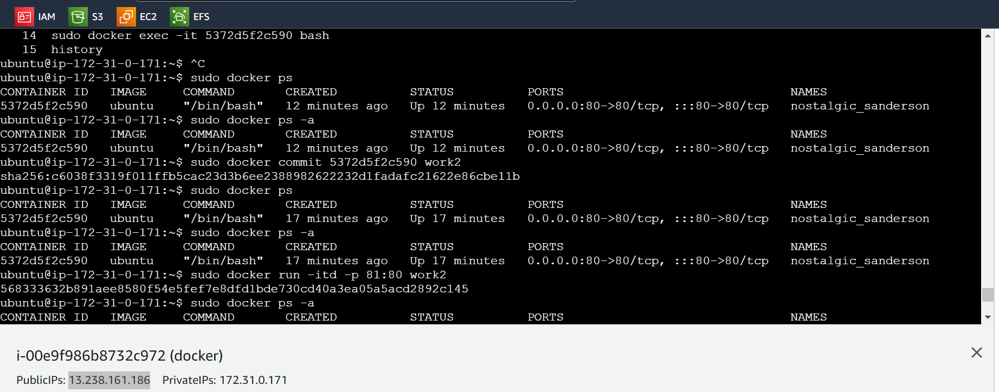 IAM S3 EC2 EFS
14 sudo docker exec -it 5372d5f2c590 bash
15 history
ubuntu@ip-172-31-0-171:~$ ^C
ubuntu@ip-172-31-0-171:~$ sudo docker ps
CONTAINER ID IMAGE COMMAND CREATED STATUS PORTS NAMES
5372d5f2c590 ubuntu "/bin/bash" 12 minutes ago Up 12 minutes 0.0.0.0:80->80/tcp, :::80->80/tcp nostalgic_sanderson
ubuntu@ip-172-31-0-171:~$ sudo docker ps -a
CONTAINER ID IMAGE COMMAND CREATED STATUS PORTS NAMES
5372d5f2c590 ubuntu "/bin/bash" 12 minutes ago Up 12 minutes 0.0.0.0:80->80/tcp, :::80->80/tcp nostalgic_sanderson
ubuntu@ip-172-31-0-171:~$ sudo docker commit 5372d5f2c590 work2
sha256:c6038f3319f011ffb5cac23d3b6ee2388982622232d1fadafc21622e86cbe11b
ubuntu@ip-172-31-0-171:~$ sudo docker ps
CONTAINER ID IMAGE COMMAND CREATED STATUS PORTS NAMES
5372d5f2c590 ubuntu "/bin/bash" 17 minutes ago Up 17 minutes 0.0.0.0:80->80/tcp, :::80->80/tcp nostalgic_sanderson
ubuntu@ip-172-31-0-171:~$ sudo docker ps -a
CONTAINER ID IMAGE COMMAND CREATED STATUS PORTS NAMES
5372d5f2c590 ubuntu "/bin/bash" 17 minutes ago Up 17 minutes 0.0.0.0:80->80/tcp, :::80->80/tcp nostalgic_sanderson
ubuntu@ip-172-31-0-171:~$ sudo docker run -itd -p 81:80 work2
568333632b891aee8580f54e5fef7e8dfd1bde730cd40a3ea05a5acd2892c145
ubuntu@ip-172-31-0-171:~$ sudo docker ps -a
CONTAINER ID IMAGE COMMAND CREATED STATUS PORTS NAMES
i-00e9f986b8732c972 (docker)
PublicIPs: 13.238.161.186 PrivateIPs: 172.31.0.171